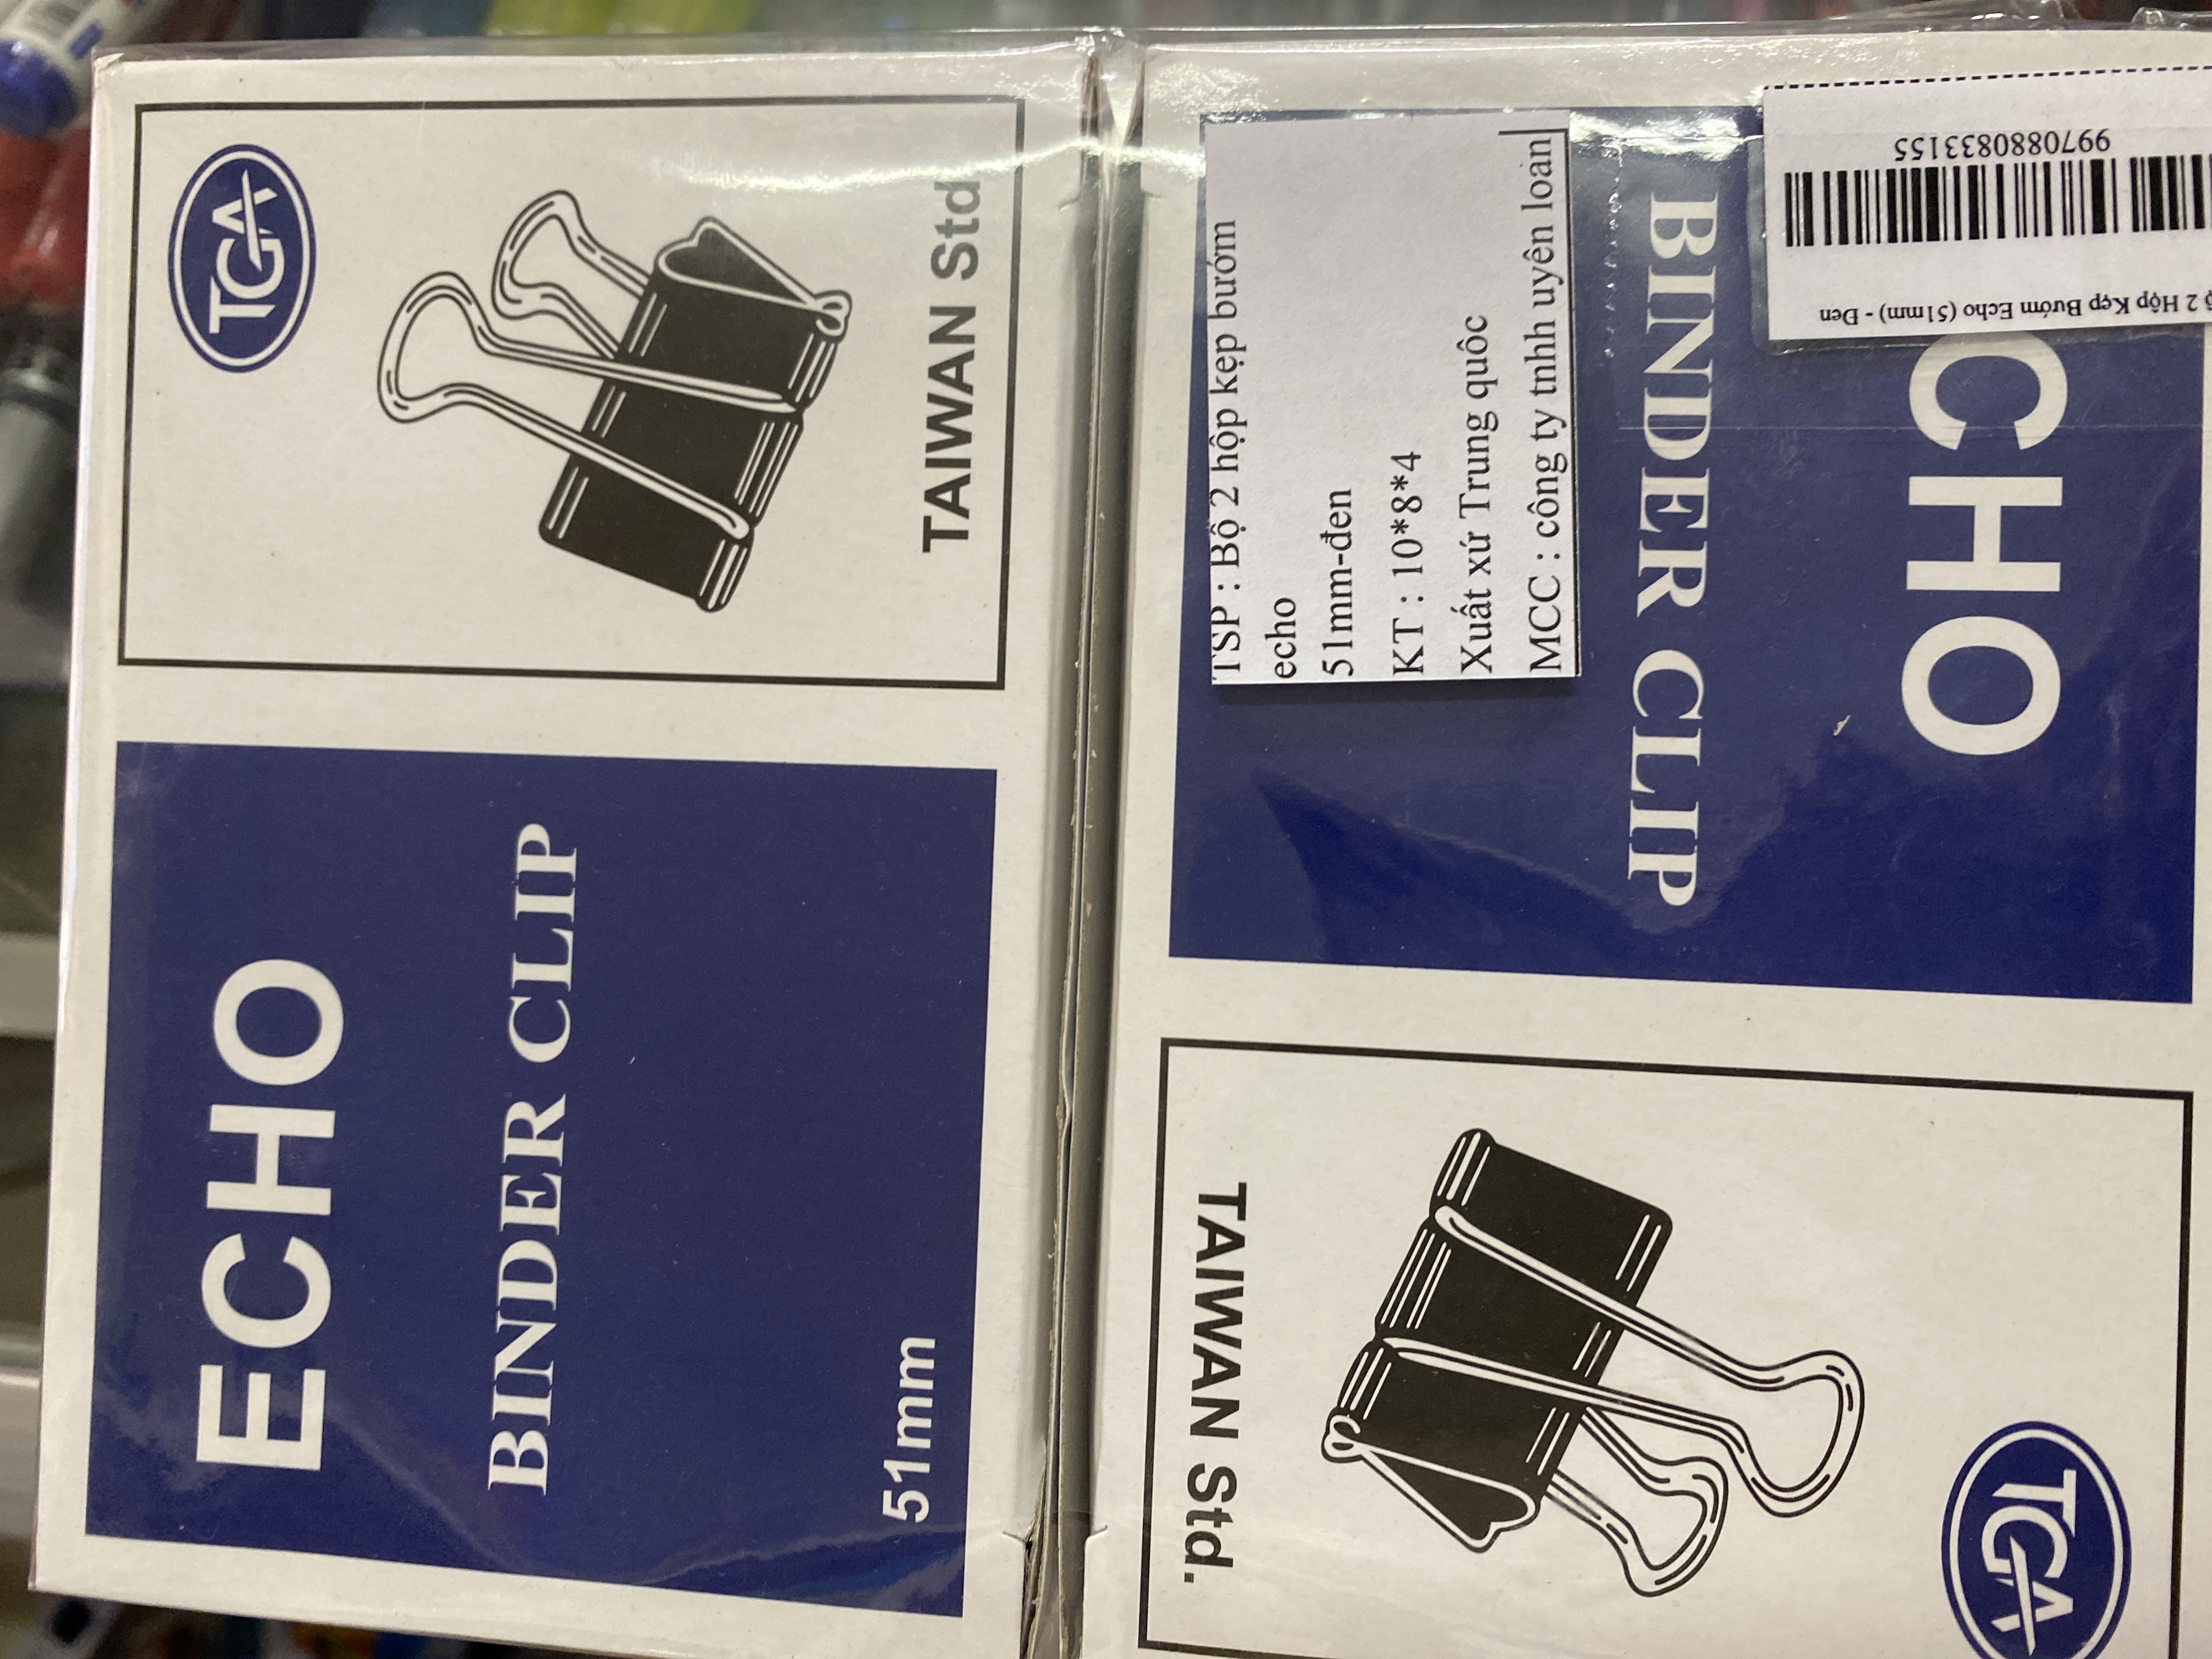 TGA
TAIWAN Std
ECHO
BINDER CLIP
51mm
TSP : Bộ 2 hộp kẹp bướm
echo
51mm-đen
KT : 10*8*4
Xuất xứ Trung quốc
MCC : công ty tnhh uyên loan
9970880833155
2 Hộp Kẹp Bướm Echo (51mm) - Đen
CHO
BINDER CLIP
TAIWAN Std.
TGA